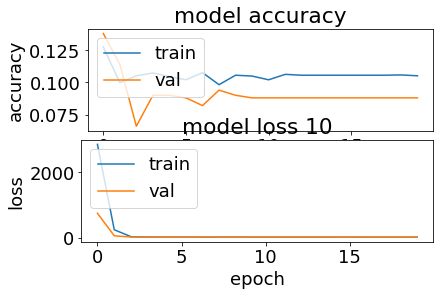 model accuracy
accuracy
0.125
0.100
0.075
train
val
model loss 10
loss
2000
0
train
val
0
5
10
15
epoch